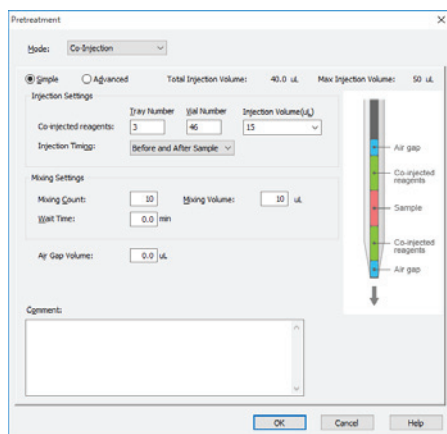 Pretreatment
Mode: Co-Injection
Simple Advanced Total Injection Volume: 40.0 uL Max Injection Volume: 50 uL
Injection Settings
Tray Number Vial Number Injection Volume(uL)
Co-injected reagents: 3 46 15
Injection Timing: Before and After Sample
Mixing Settings
Mixing Count: 10 Mixing Volume: 10 uL
Wait Time: 0.0 min
Air Gap Volume: 0.0 uL
Air gap
Co-injected
reagents
Sample
Co-injected
reagents
Air gap
Comment:
OK Cancel Help